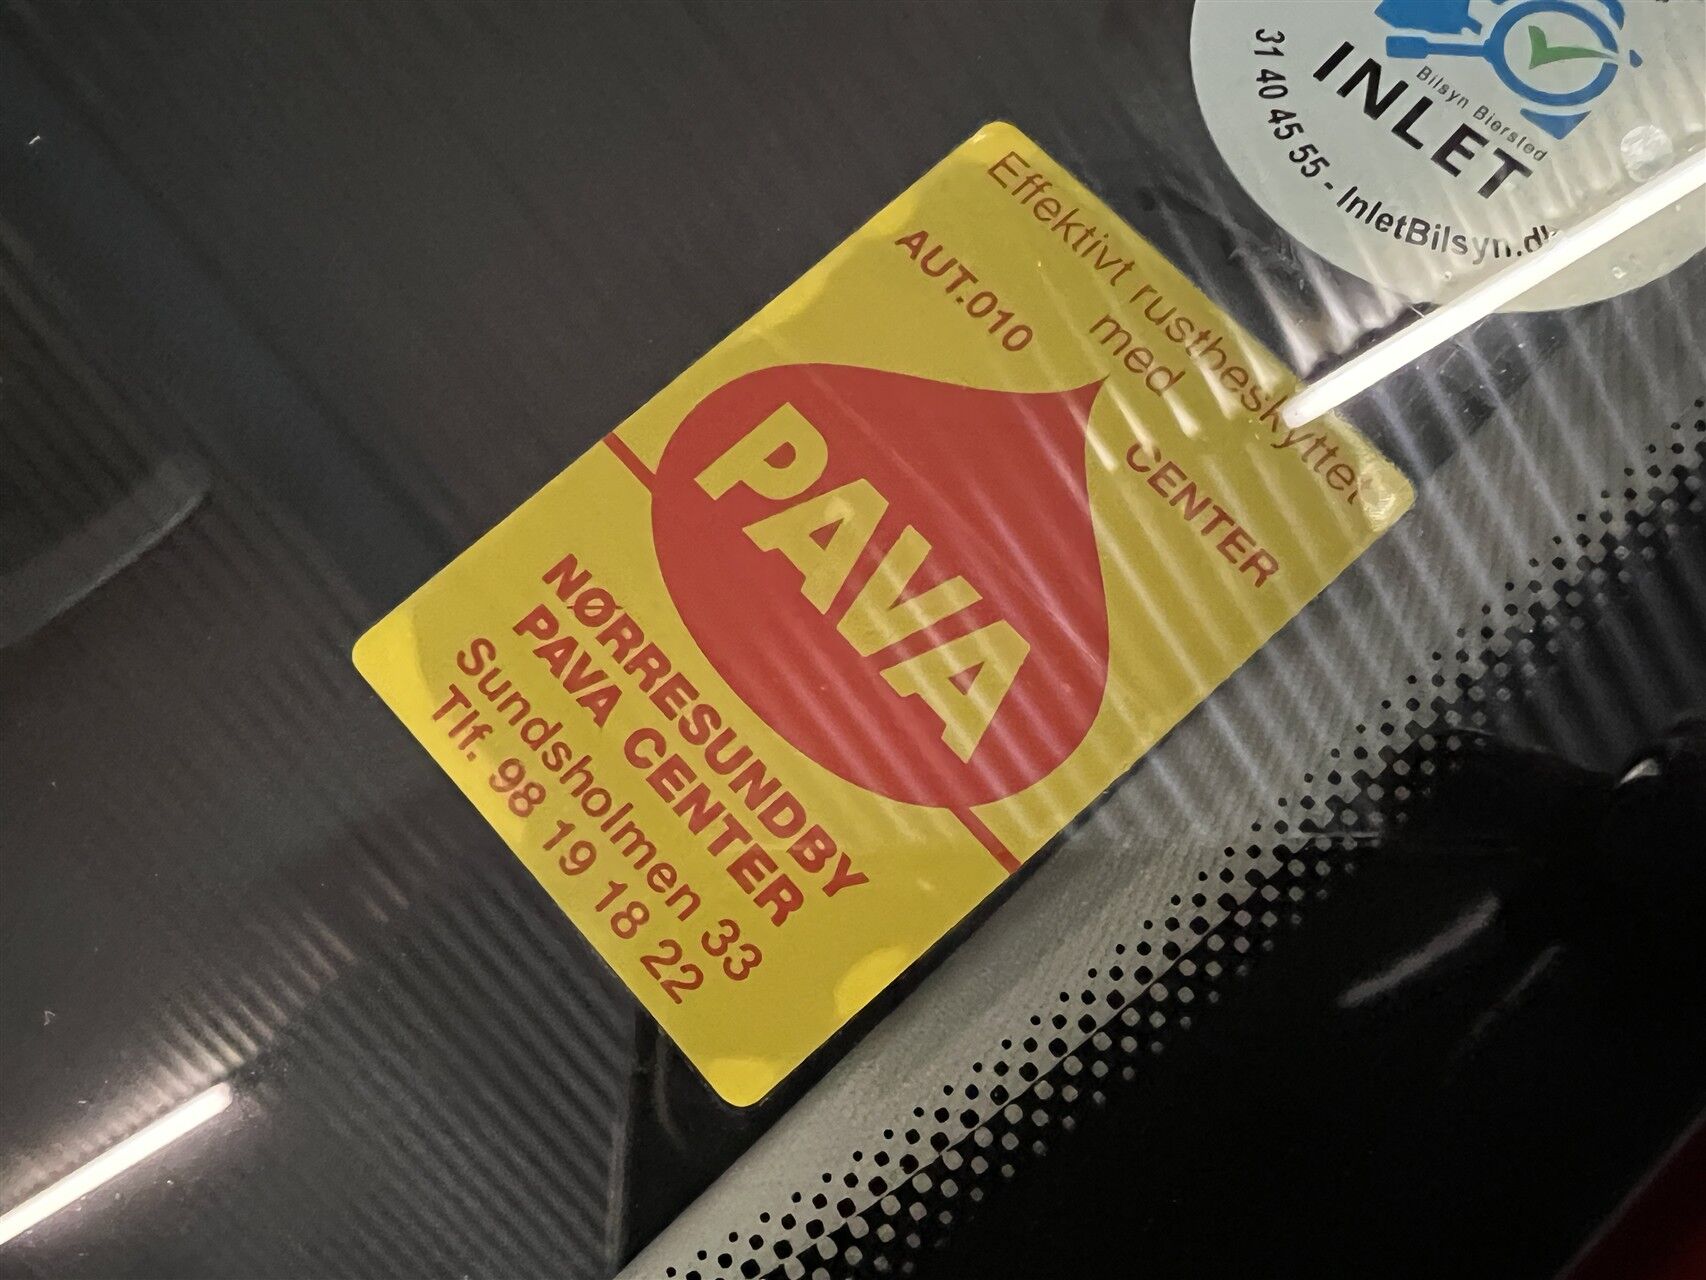 Effektivt rustbeskyttet
med
AUT.010
CENTER
PAVA
NØRRESUNDBY
PAVA CENTER
Sundsholmen 33
Tlf. 98 19 18 22
Bilsyn Biersted
INLET
31 40 45 55 - InletBilsyn.dk